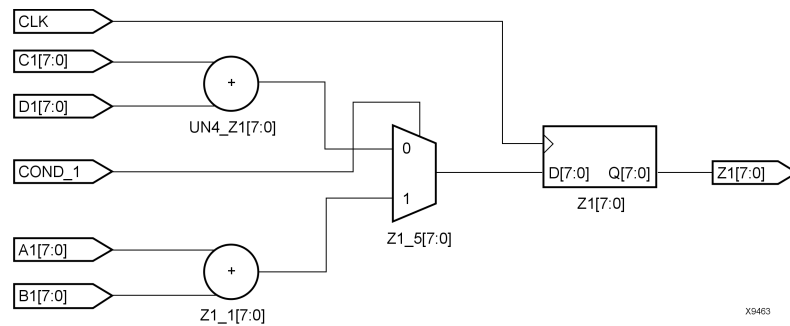 CLK
C1[7:0]
+
D1[7:0]
UN4_Z1[7:0]
COND_1
0
1
D[7:0] Q[7:0]
Z1[7:0]
Z1[7:0]
Z1_5[7:0]
A1[7:0]
+
B1[7:0]
Z1_1[7:0]
X9463